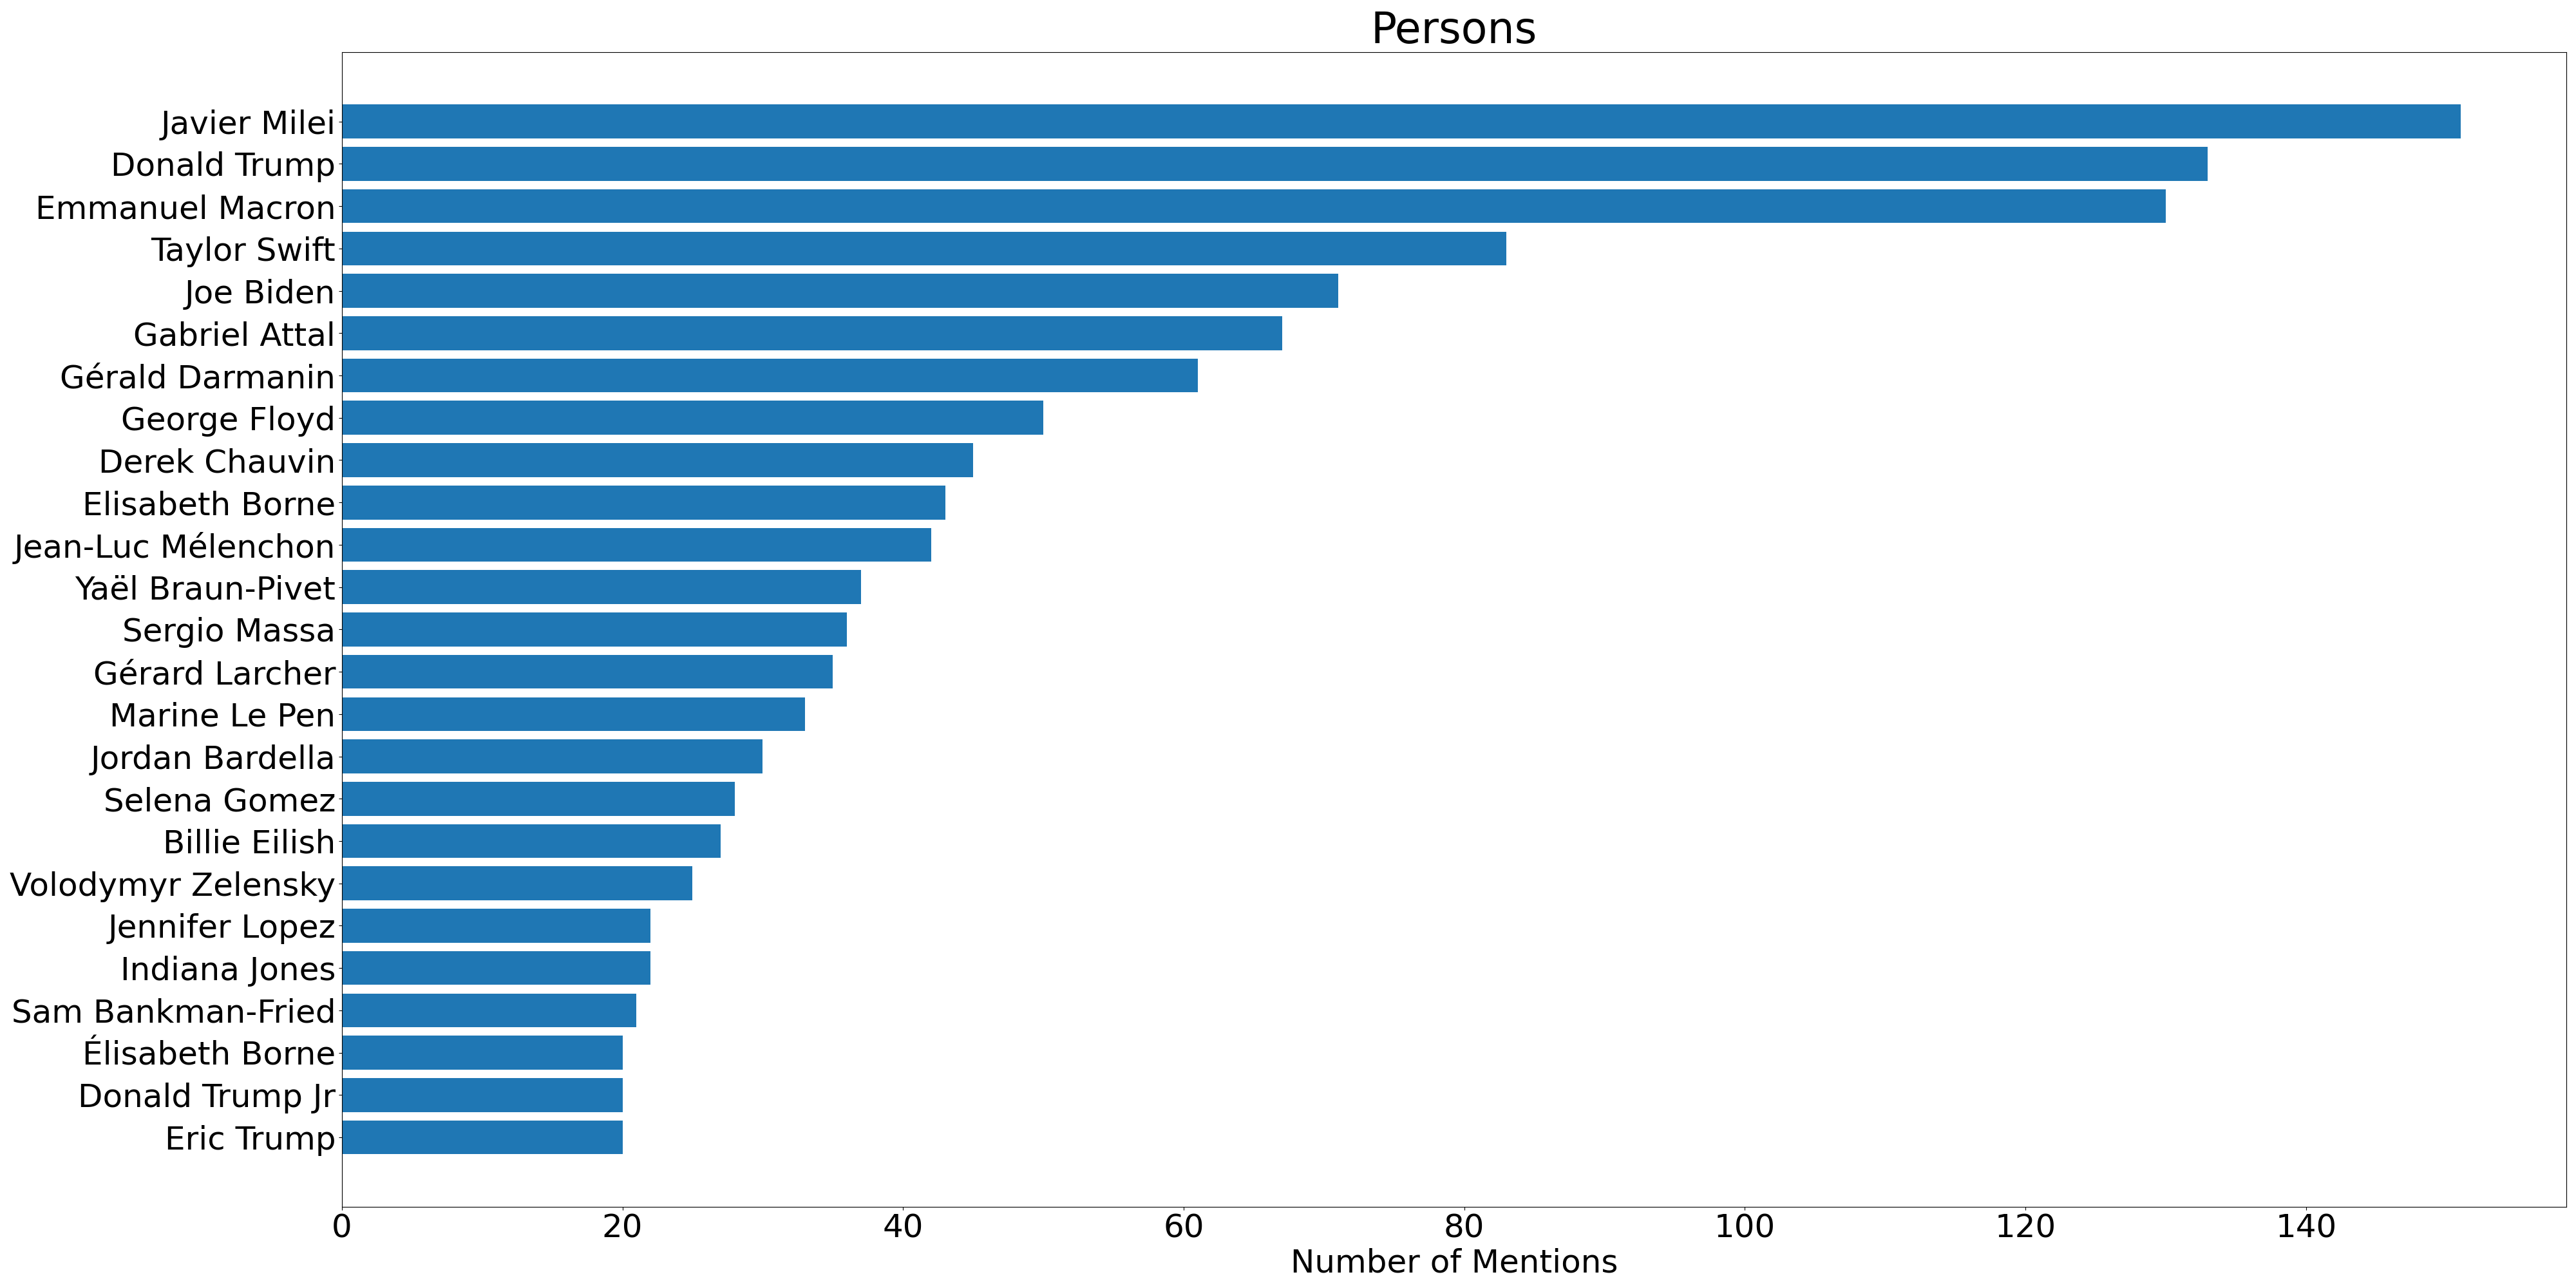 Persons
Javier Milei
Donald Trump
Emmanuel Macron
Taylor Swift
Joe Biden
Gabriel Attal
Gérald Darmanin
George Floyd
Derek Chauvin
Elisabeth Borne
Jean-Luc Mélenchon
Yaël Braun-Pivet
Sergio Massa
Gérard Larcher
Marine Le Pen
Jordan Bardella
Selena Gomez
Billie Eilish
Volodymyr Zelensky
Jennifer Lopez
Indiana Jones
Sam Bankman-Fried
Élisabeth Borne
Donald Trump Jr
Eric Trump
0 20 40 60 80 100 120 140
Number of Mentions